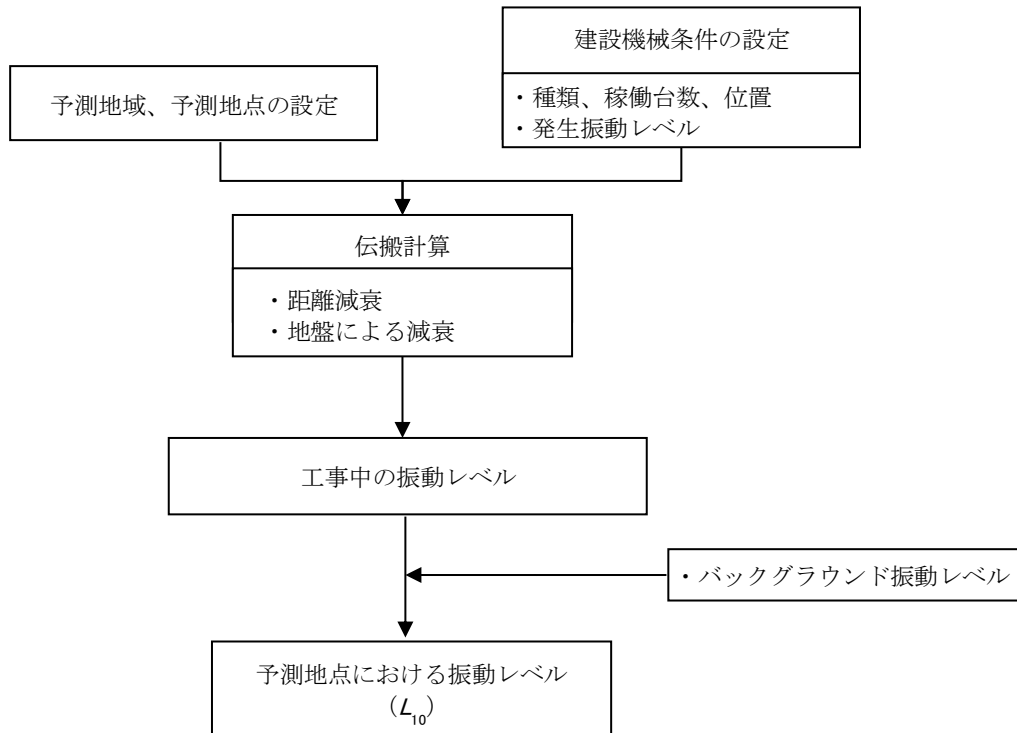 建設機械条件の設定
・種類、稼働台数、位置
・発生振動レベル
予測地域、予測地点の設定
伝搬計算
・距離減衰
・地盤による減衰
工事中の振動レベル
・バックグラウンド振動レベル
予測地点における振動レベル
（L10）